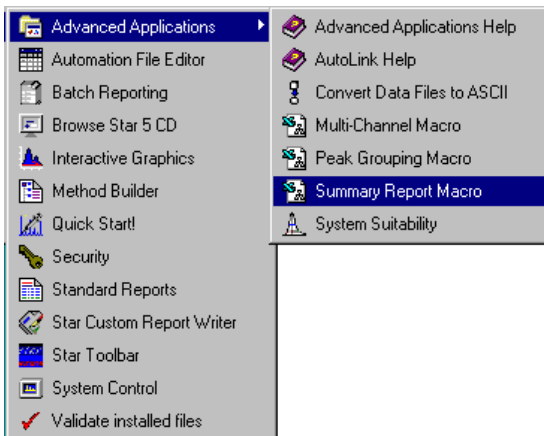 Advanced Applications
Automation File Editor
Batch Reporting
Browse Star 5 CD
Interactive Graphics
Method Builder
Quick Start!
Security
Standard Reports
Star Custom Report Writer
Star Toolbar
System Control
Validate installed files
Advanced Applications Help
AutoLink Help
Convert Data Files to ASCII
Multi-Channel Macro
Peak Grouping Macro
Summary Report Macro
System Suitability